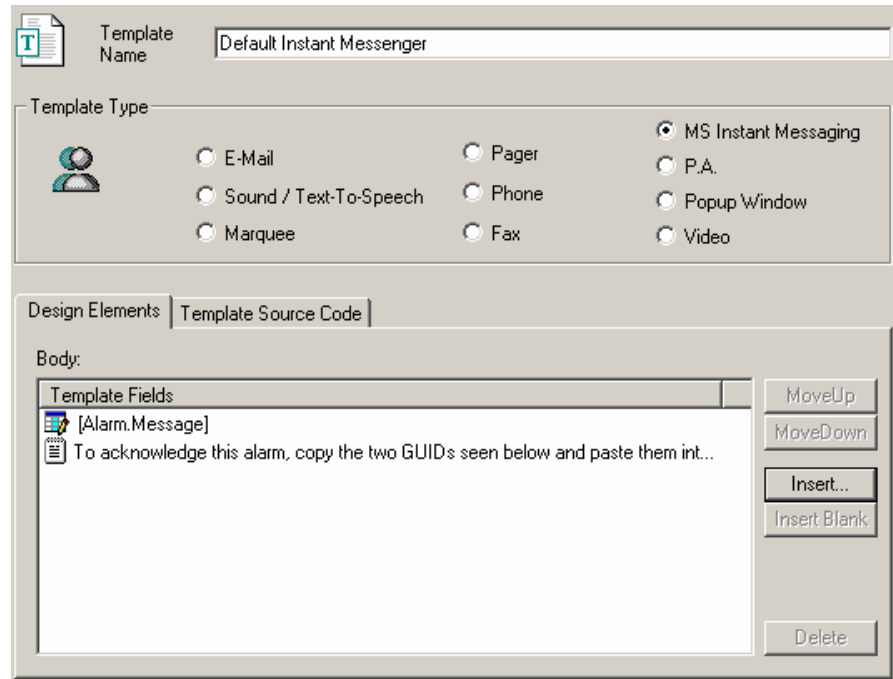 Template Name
Default Instant Messenger
Template Type
E-Mail
Sound / Text-To-Speech
Marquee
Pager
Phone
Fax
MS Instant Messaging
P.A.
Popup Window
Video
Design Elements
Template Source Code
Body:
Template Fields
[Alarm.Message]
To acknowledge this alarm, copy the two GUIDs seen below and paste them int...
MoveUp
MoveDown
Insert...
Insert Blank
Delete